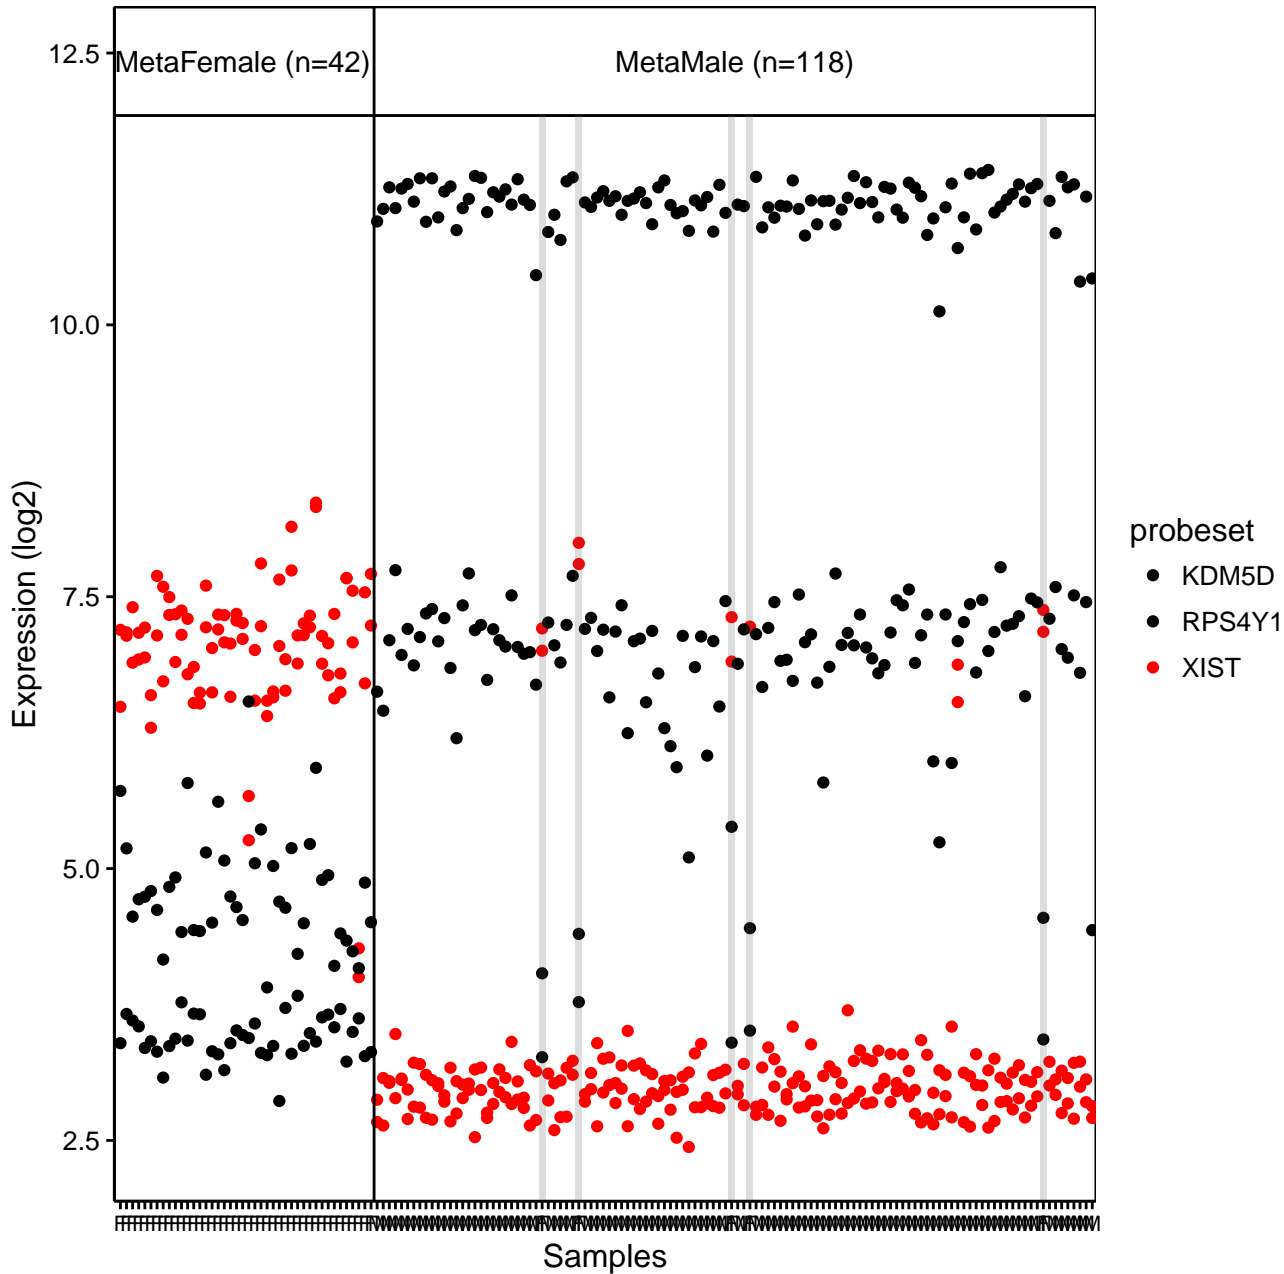 MetaFemale (n=42)
MetaMale (n=118)
12.5
10.0
7.5
5.0
2.5
Expression (log2)
Samples
probeset
KDM5D
RPS4Y1
XIST